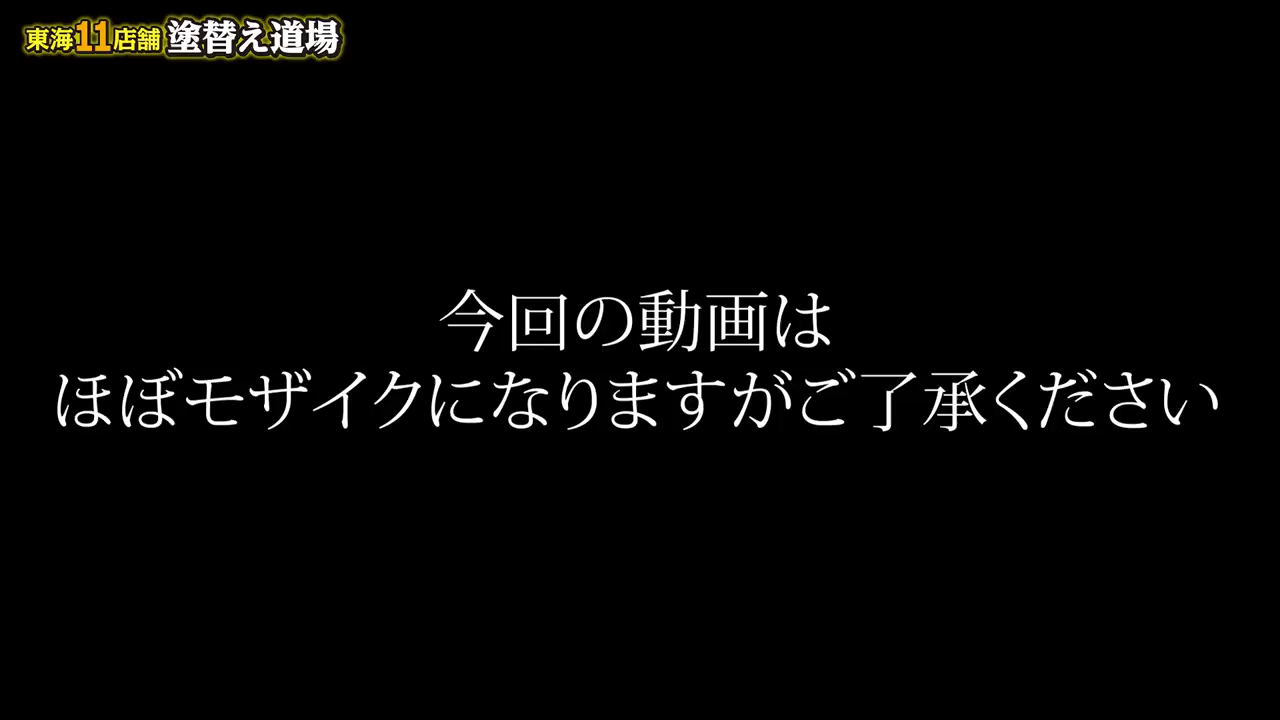 東海11店舗 塗替え道場
今回の動画は
ほぼモザイクになりますがご了承ください